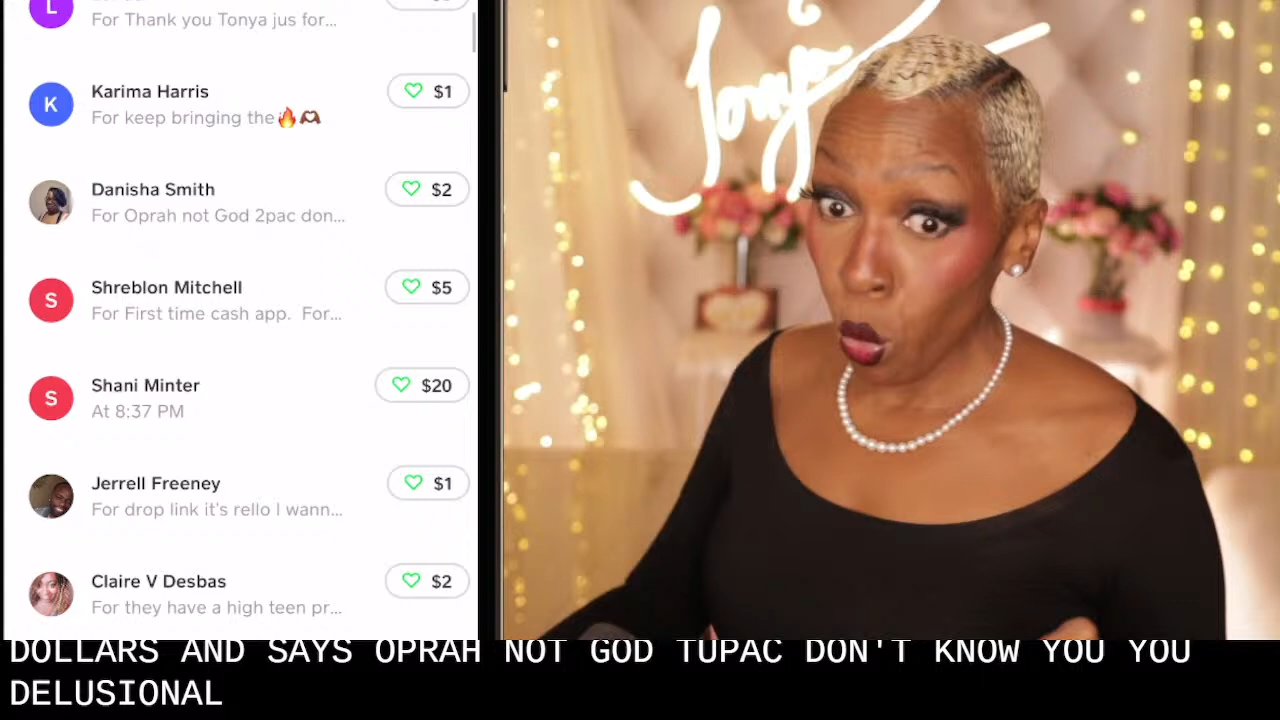 L
For Thank you Tonya jus for...
K
Karima Harris
For keep bringing the🔥🫶🏾
$1
Danisha Smith
For Oprah not God 2pac don...
$2
S
Shreblon Mitchell
For First time cash app.  For...
$5
S
Shani Minter
At 8:37 PM
$20
Jerrell Freeney
For drop link it's rello I wann...
$1
Claire V Desbas
For they have a high teen pr...
$2
Tonya
DOLLARS AND SAYS OPRAH NOT GOD TUPAC DON'T KNOW YOU YOU
DELUSIONAL